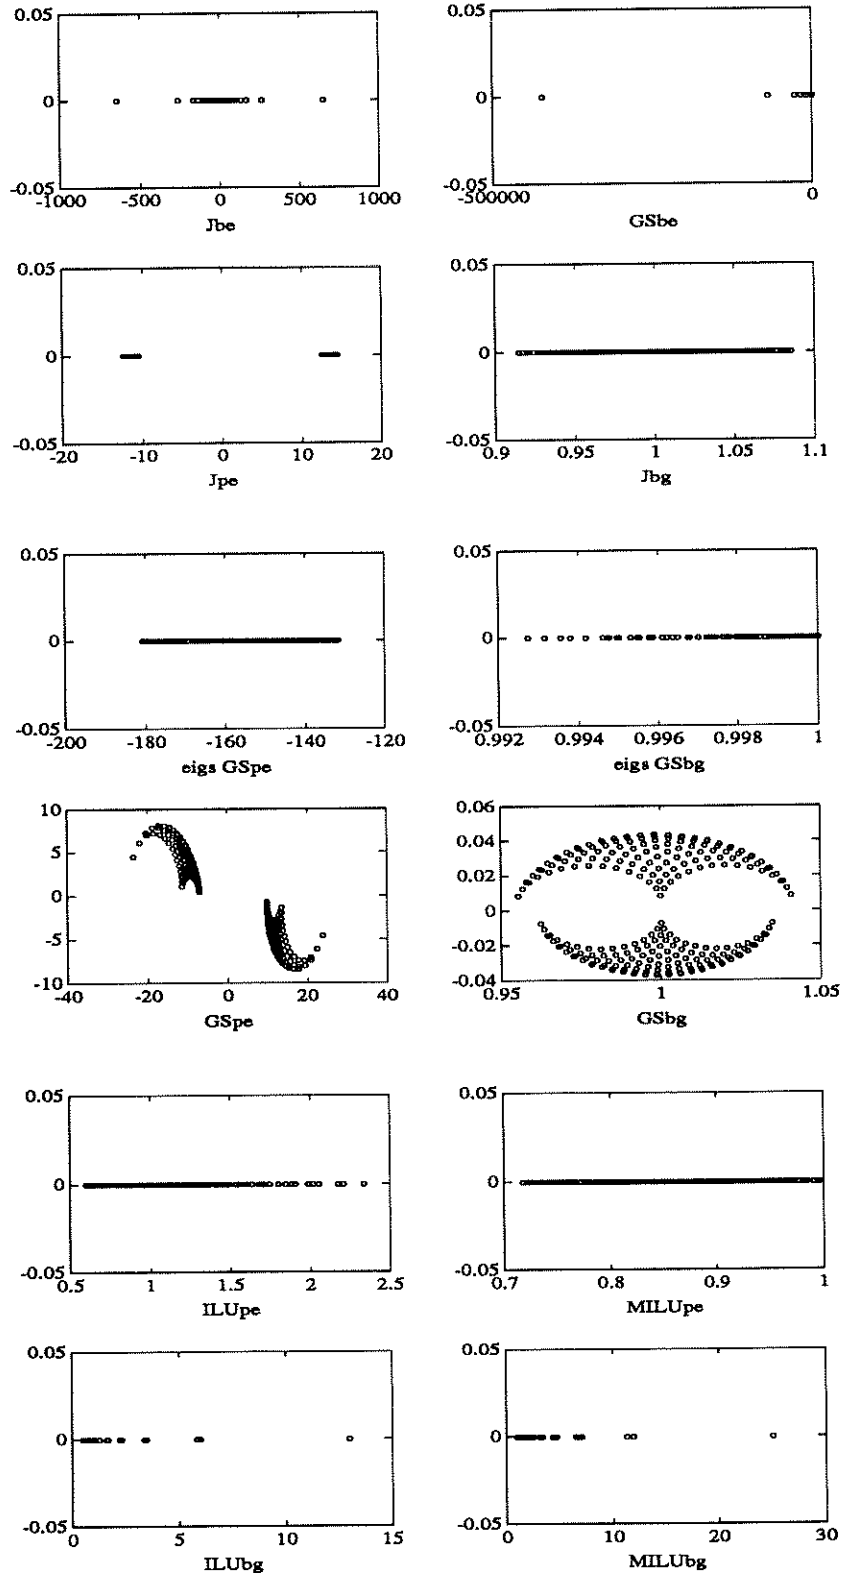 0.05
0
-0.05
-1000 -500 0 500 1000
Jbe
0.05
0
-0.05
-500000 0
GSbe
0.05
0
-0.05
-20 -10 0 10 20
Jpe
0.05
0
-0.05
0.9 0.95 1 1.05 1.1
Jbg
0.05
0
-0.05
-200 -180 -160 -140 -120
eigs GSpe
0.05
0
-0.05
0.992 0.994 0.996 0.998 1
eigs GSbg
10
5
0
-5
-10
-40 -20 0 20 40
GSpe
0.06
0.04
0.02
0
-0.02
-0.04
0.95 1 1.05
GSbg
0.05
0
-0.05
0.5 1 1.5 2 2.5
ILUpe
0.05
0
-0.05
0.7 0.8 0.9 1
MILUpe
0.05
0
-0.05
0 5 10 15
ILUbg
0.05
0
-0.05
0 10 20 30
MILUbg